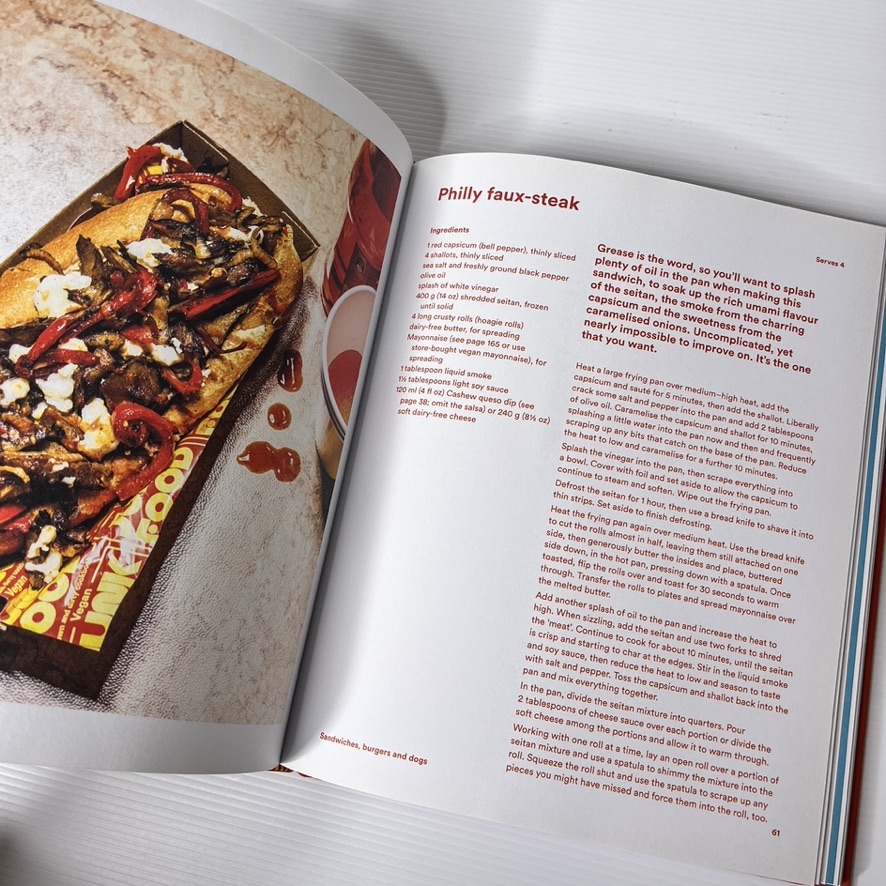 Philly faux-steak
Ingredients
1 red capsicum (bell pepper), thinly sliced
4 shallots, thinly sliced
sea salt and freshly ground black pepper
olive oil
splash of white vinegar
400 g (14 oz) shredded seitan, frozen
until solid
4 long crusty rolls (hoagie rolls)
dairy-free butter, for spreading
Mayonnaise (see page 165 or use
store-bought vegan mayonnaise), for
spreading
1 tablespoon liquid smoke
1½ tablespoons light soy sauce
120 ml (4 fl oz) Cashew queso dip (see
page 38; omit the salsa) or 240 g (8½ oz)
soft dairy-free cheese
Serves 4
Grease is the word, so you'll want to splash
plenty of oil in the pan when making this
sandwich, to soak up the rich umami flavour
of the seitan, the smoke from the charring
capsicum and the sweetness from the
caramelised onions. Uncomplicated, yet
nearly impossible to improve on. It's the one
that you want.
Heat a large frying pan over medium–high heat, add the
capsicum and sauté for 5 minutes, then add the shallot. Liberally
crack some salt and pepper into the pan and add 2 tablespoons
of olive oil. Caramelise the capsicum and shallot for 10 minutes,
splashing a little water into the pan now and then and frequently
scraping up any bits that catch on the base of the pan. Reduce
the heat to low and caramelise for a further 10 minutes.
Splash the vinegar into the pan, then scrape everything into
a bowl. Cover with foil and set aside to allow the capsicum to
continue to steam and soften. Wipe out the frying pan.
Defrost the seitan for 1 hour, then use a bread knife to shave it into
thin strips. Set aside to finish defrosting.
Heat the frying pan again over medium heat. Use the bread knife
to cut the rolls almost in half, leaving them still attached on one
side, then generously butter the insides and place, buttered
side down, in the hot pan, pressing down with a spatula. Once
toasted, flip the rolls over and toast for 30 seconds to warm
through. Transfer the rolls to plates and spread mayonnaise over
the melted butter.
Add another splash of oil to the pan and increase the heat to
high. When sizzling, add the seitan and use two forks to shred
the 'meat'. Continue to cook for about 10 minutes, until the seitan
is crisp and starting to char at the edges. Stir in the liquid smoke
and soy sauce, then reduce the heat to low and season to taste
with salt and pepper. Toss the capsicum and shallot back into the
pan and mix everything together.
In the pan, divide the seitan mixture into quarters. Pour
2 tablespoons of cheese sauce over each portion or divide the
soft cheese among the portions and allow it to warm through.
Working with one roll at a time, lay an open roll over a portion of
seitan mixture and use a spatula to shimmy the mixture into the
roll. Squeeze the roll shut and use the spatula to scrape up any
pieces you might have missed and force them into the roll, too.
Sandwiches, burgers and dogs
61
FOOD
Vegan